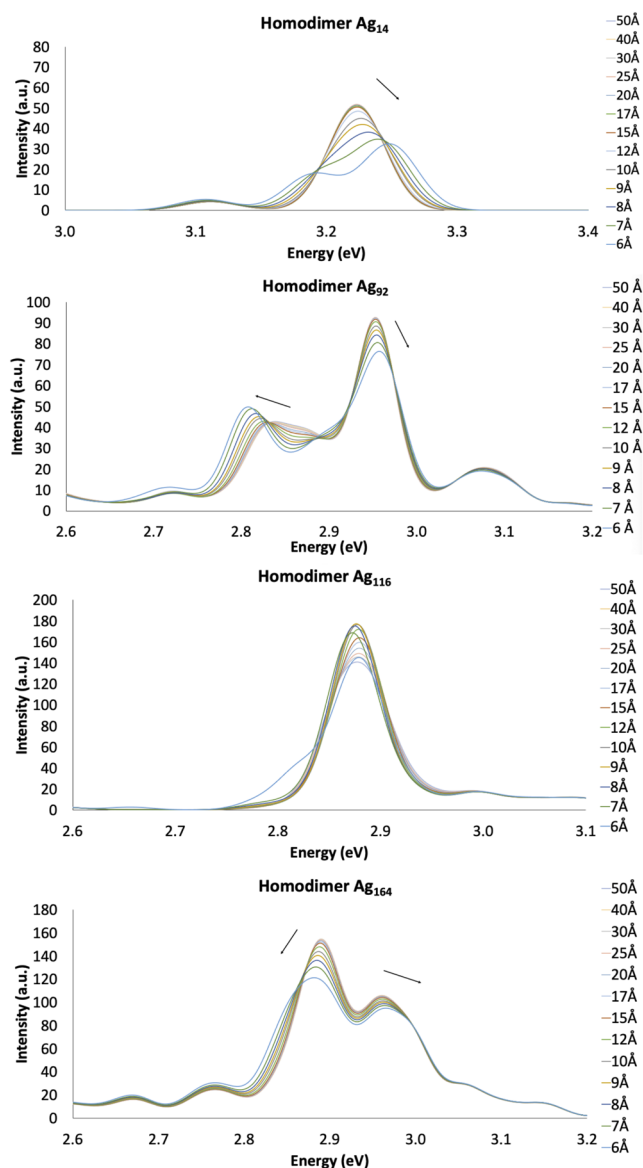 Homodimer Ag14
Intensity (a.u.)
80
70
60
50
40
30
20
10
0
3.0 3.1 3.2 3.3 3.4
Energy (eV)
50Å
40Å
30Å
25Å
20Å
17Å
15Å
12Å
10Å
9Å
8Å
7Å
6Å
Homodimer Ag92
Intensity (a.u.)
100
90
80
70
60
50
40
30
20
10
0
2.6 2.7 2.8 2.9 3.0 3.1 3.2
Energy (eV)
50 Å
40 Å
30 Å
25 Å
20 Å
17 Å
15 Å
12 Å
10 Å
9 Å
8 Å
7 Å
6 Å
Homodimer Ag116
Intensity (a.u.)
200
180
160
140
120
100
80
60
40
20
0
2.6 2.7 2.8 2.9 3.0 3.1
Energy (eV)
50Å
40Å
30Å
25Å
20Å
17Å
15Å
12Å
10Å
9Å
8Å
7Å
6Å
Homodimer Ag164
Intensity (a.u.)
180
160
140
120
100
80
60
40
20
0
2.6 2.7 2.8 2.9 3.0 3.1 3.2
Energy (eV)
50Å
40Å
30Å
25Å
20Å
17Å
15Å
12Å
10Å
9Å
8Å
7Å
6Å